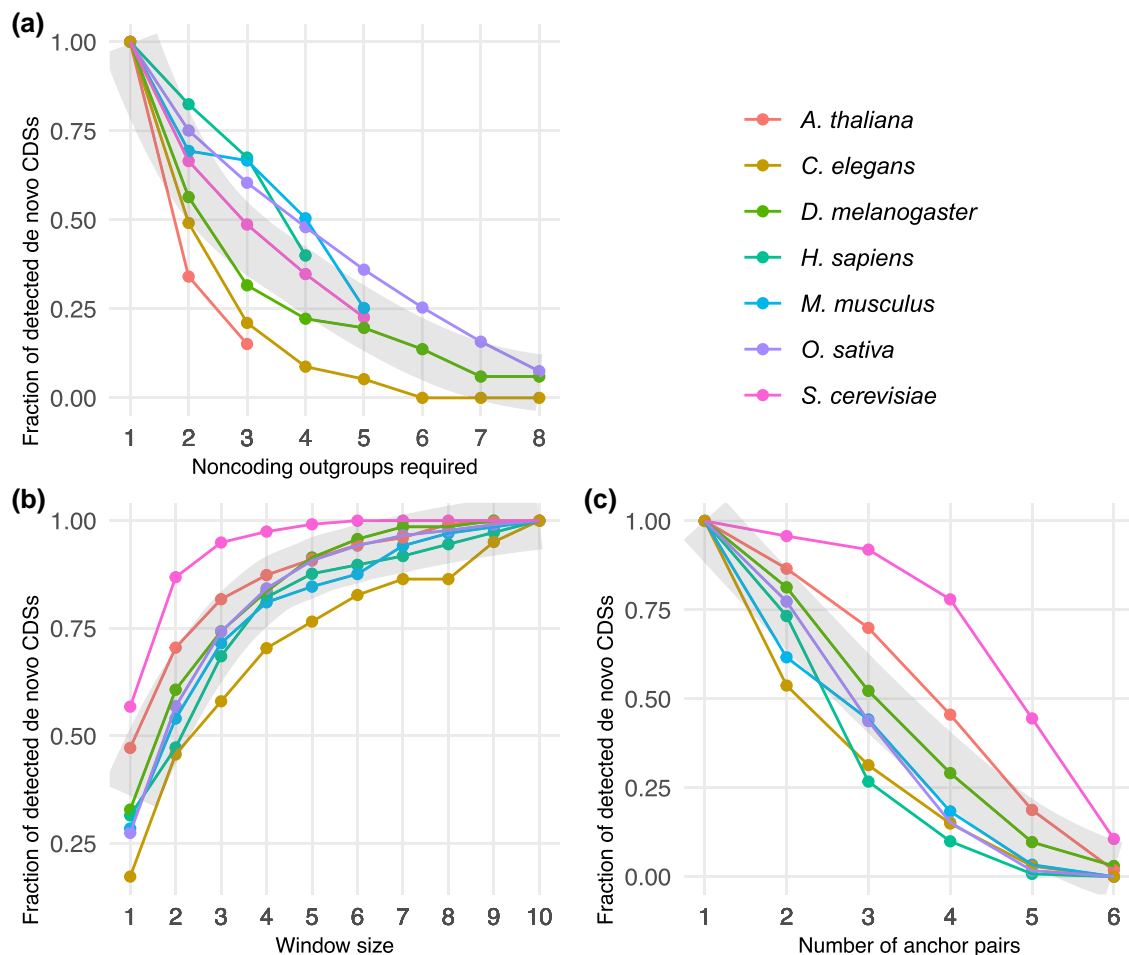 (a)
Fraction of detected de novo CDSs
1.00
0.75
0.50
0.25
0.00
1 2 3 4 5 6 7 8
Noncoding outgroups required
A. thaliana
C. elegans
D. melanogaster
H. sapiens
M. musculus
O. sativa
S. cerevisiae
(b)
Fraction of detected de novo CDSs
1.00
0.75
0.50
0.25
1 2 3 4 5 6 7 8 9 10
Window size
(c)
Fraction of detected de novo CDSs
1.00
0.75
0.50
0.25
0.00
1 2 3 4 5 6
Number of anchor pairs